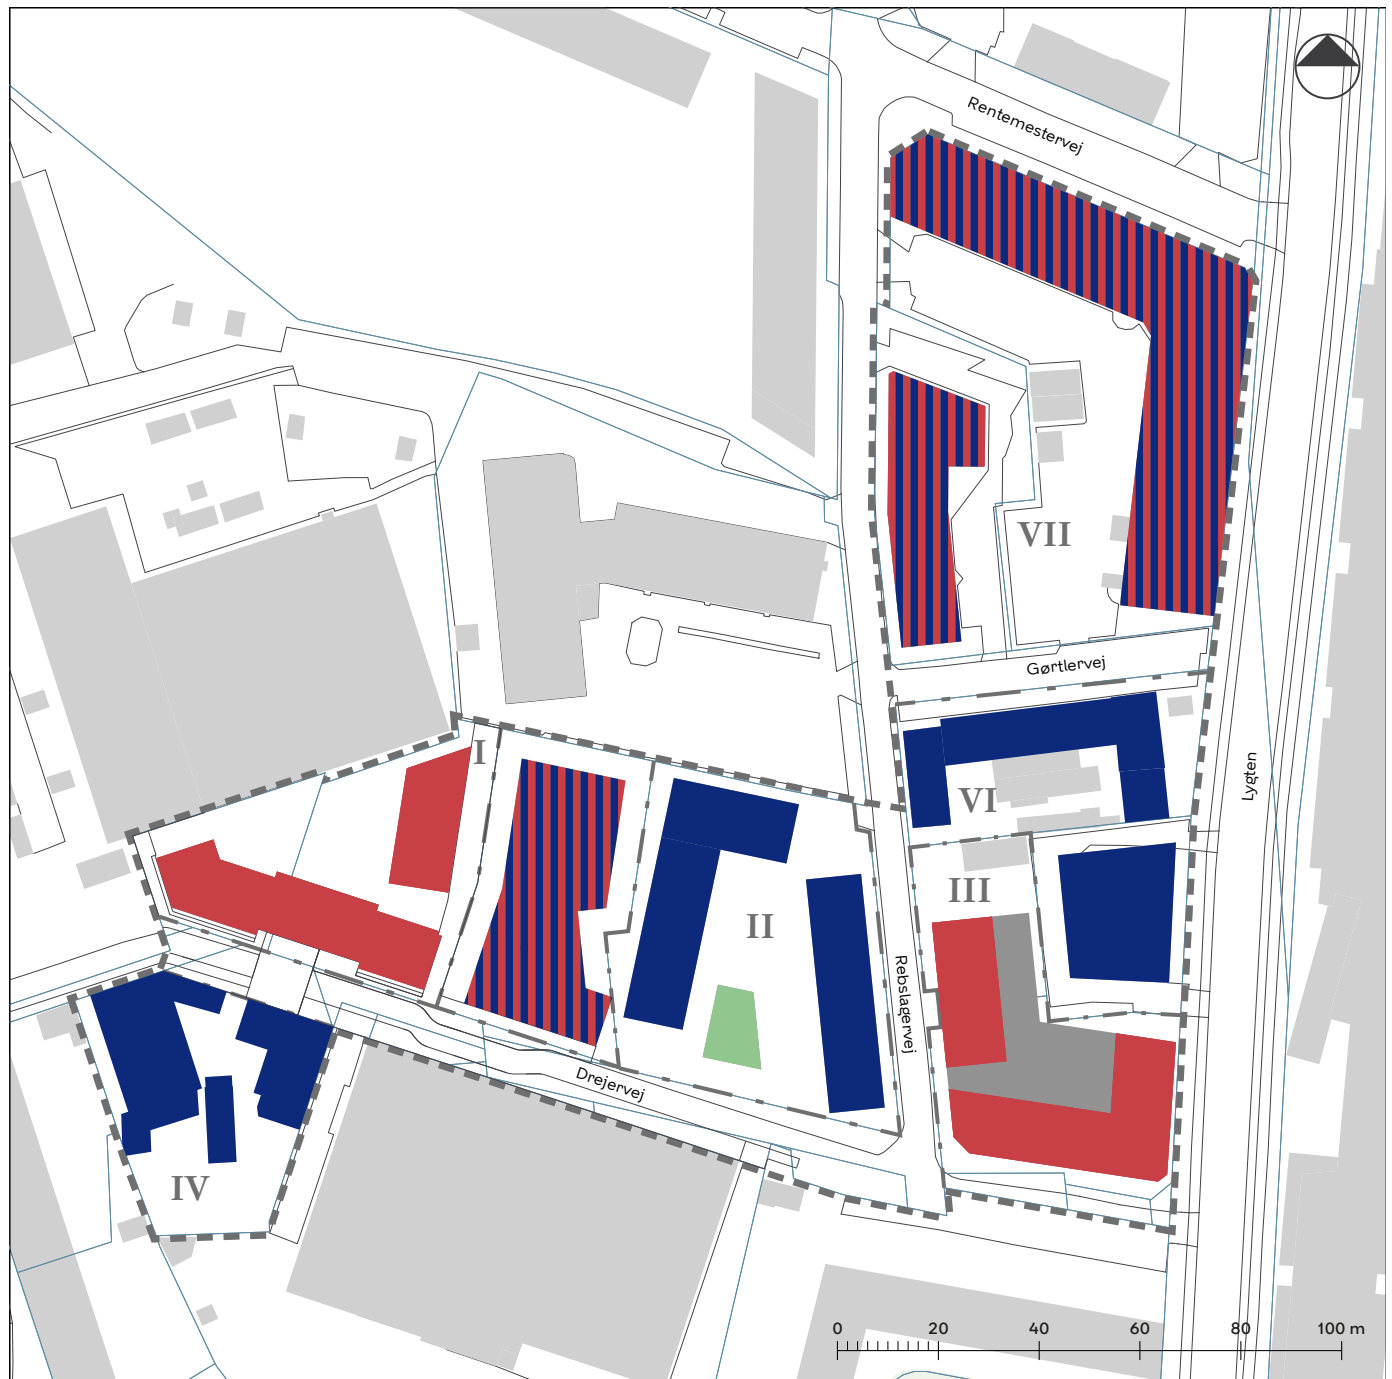 Rentemestervej
VII
Gørtlervej
I
Lygten
VI
III
II
Rebslagervej
Drejervej
IV
0 20 40 60 80 100 m